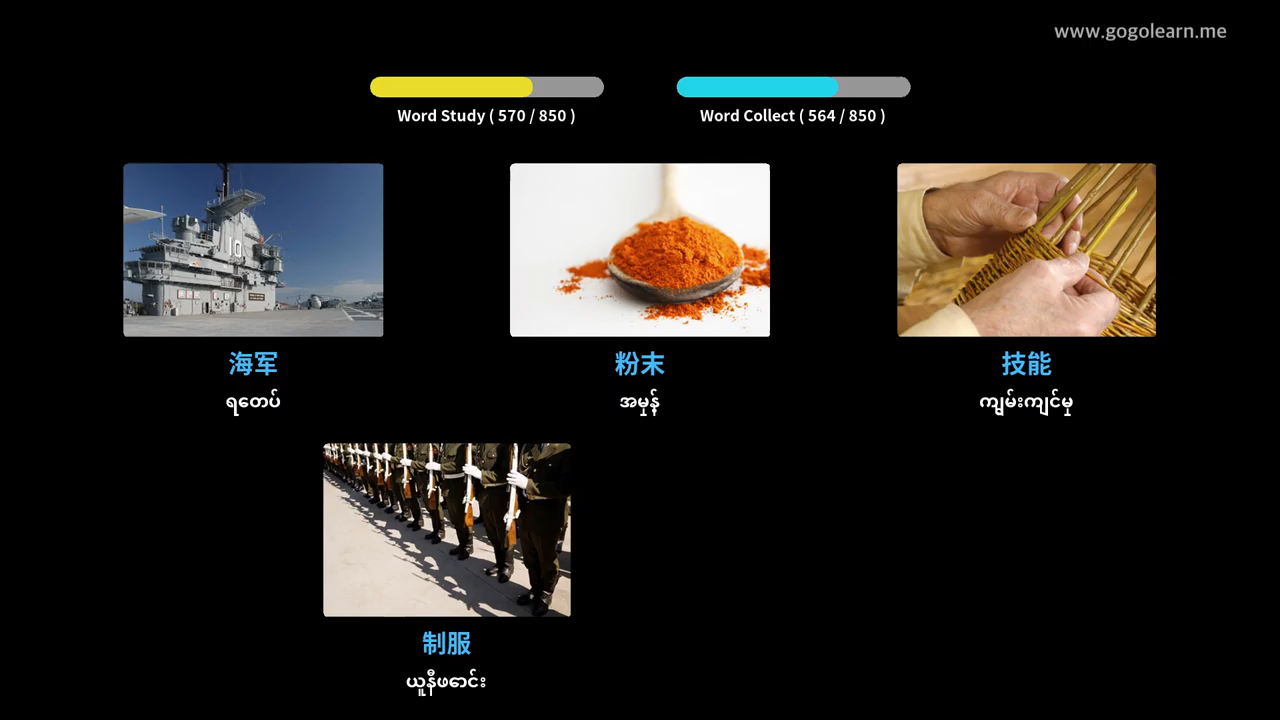 www.gogolearn.me
Word Study ( 570 / 850 )
Word Collect ( 564 / 850 )
10
海军
ရေတပ်
粉末
အမှုန့်
技能
ကျွမ်းကျင်မှု
制服
ယူနီဖောင်း